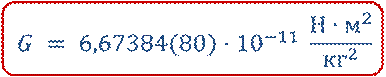 G = 6,67384(80) · 10⁻¹¹ Н · м² / кг²